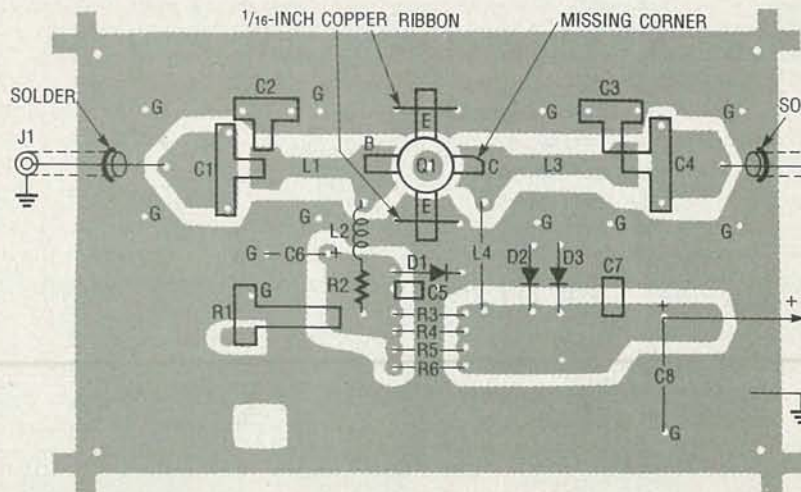 1/16-INCH COPPER RIBBON
MISSING CORNER
SOLDER
SO
C2
G
C3
G
G
E
G
J1
C1
L1
B
Q1
C
L3
C4
G
G
E
G
G
G
L2
G
C6
+
D1
L4
D2
D3
C7
R2
C5
R1
G
R3
R4
R5
R6
+
+
C8
G